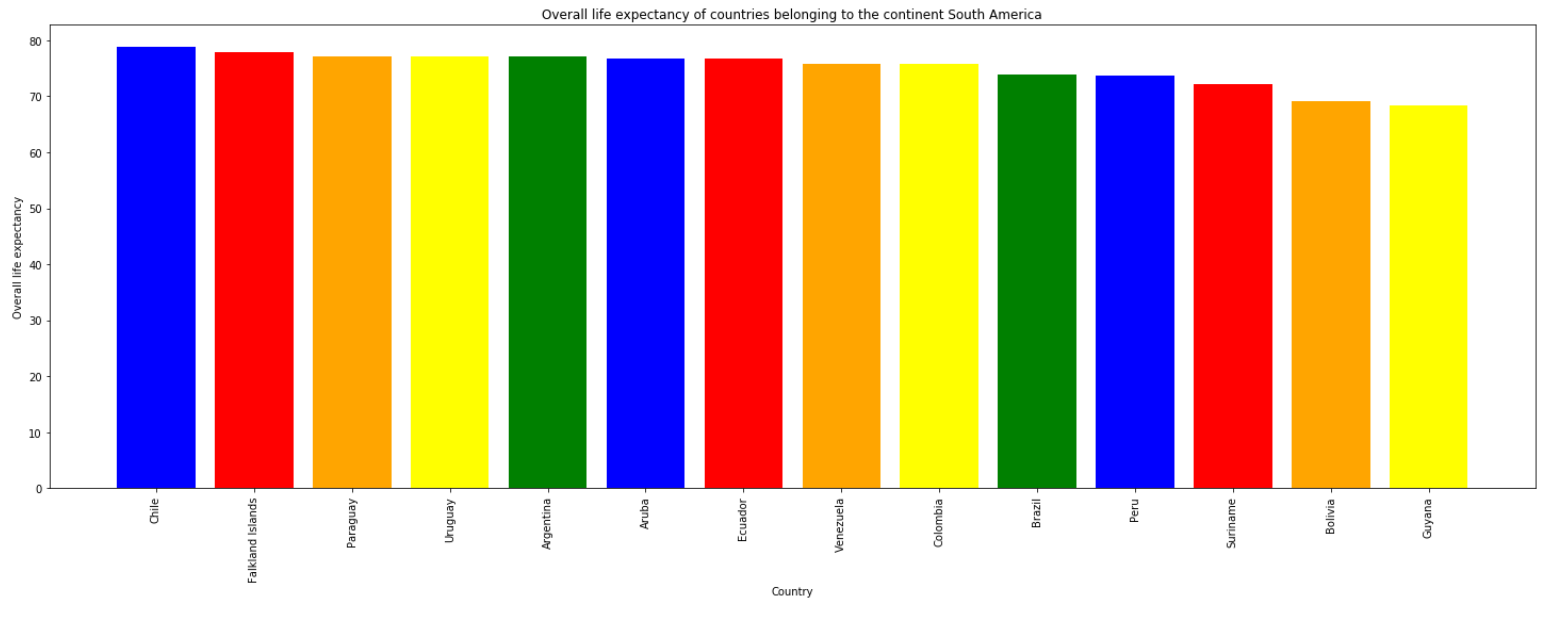 Overall life expectancy of countries belonging to the continent South America
Overall life expectancy
80
70
60
50
40
30
20
10
0
Chile
Falkland Islands
Paraguay
Uruguay
Argentina
Aruba
Ecuador
Venezuela
Colombia
Brazil
Peru
Suriname
Bolivia
Guyana
Country